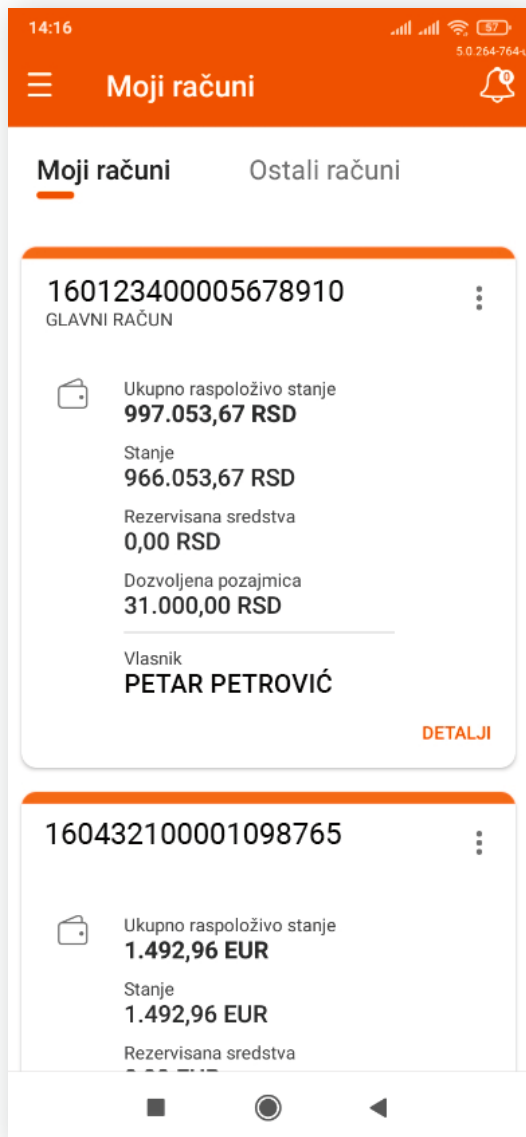 14:16
57
5.0.264-764-u
Moji računi
0
Moji računi Ostali računi
160123400005678910
GLAVNI RAČUN
Ukupno raspoloživo stanje
997.053,67 RSD
Stanje
966.053,67 RSD
Rezervisana sredstva
0,00 RSD
Dozvoljena pozajmica
31.000,00 RSD
Vlasnik
PETAR PETROVIĆ
DETALJI
160432100001098765
Ukupno raspoloživo stanje
1.492,96 EUR
Stanje
1.492,96 EUR
Rezervisana sredstva